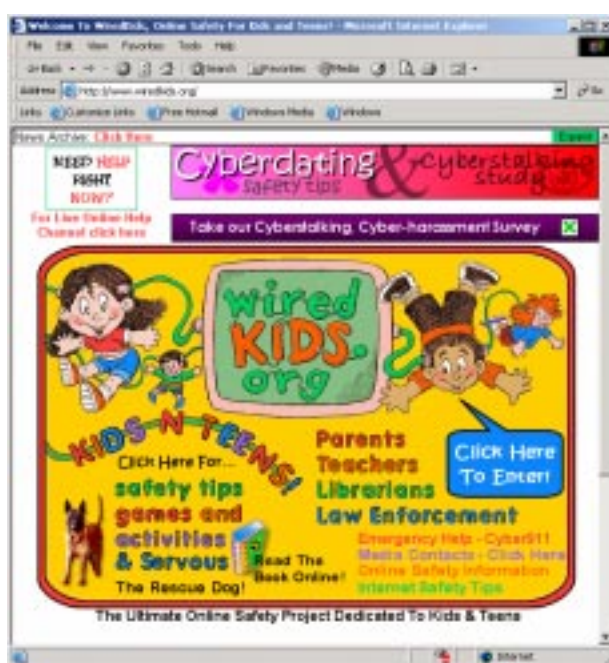 Welcome To WiredKids, Online Safety For Kids and Teens! - Microsoft Internet Explorer
File Edit View Favorites Tools Help
Back Search Favorites Media
Address http://www.wiredkids.org/ Go
Links Customize Links Free Hotmail Windows Media Windows
News Archive: Click Here
NEED HELP
RIGHT
NOW?
For Live Online Help
Channel click here
Cyberdating & Cyberstalking
safety tips study
Take our Cyberstalking, Cyber-harassment Survey
wired
KIDS.
org
KIDS-N-TEENS!
Click Here For...
safety tips
games and
activities
& Servous
The Rescue Dog!
Read The
Book Online!
Parents
Teachers
Librarians
Law Enforcement
Click Here
To Enter!
Emergency Help - Cyber911
Media Contacts - Click Here
Online Safety Information
Internet Safety Tips
The Ultimate Online Safety Project Dedicated To Kids & Teens
Internet